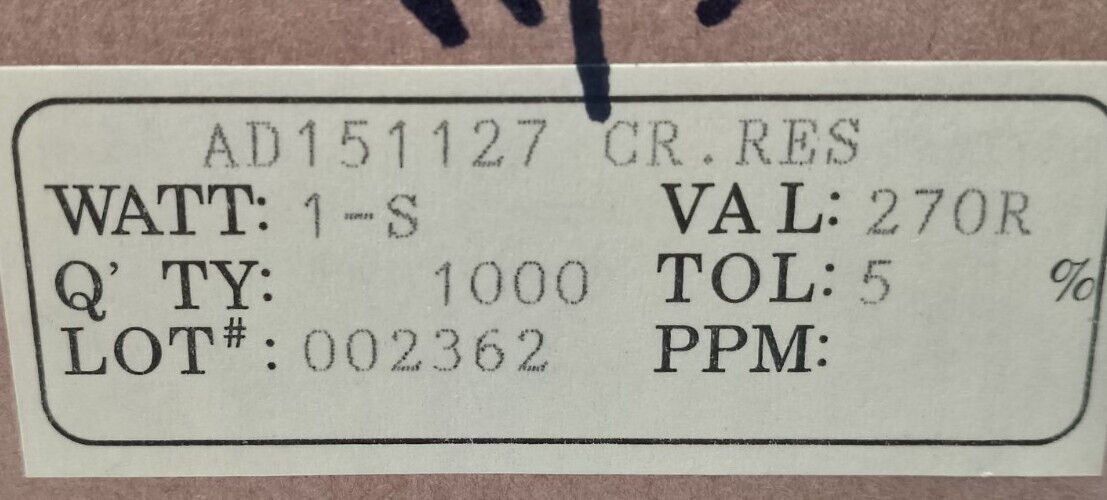 AD151127 CR.RES
WATT: 1-S VAL: 270R
Q' TY: 1000 TOL: 5 %
LOT#: 002362 PPM: